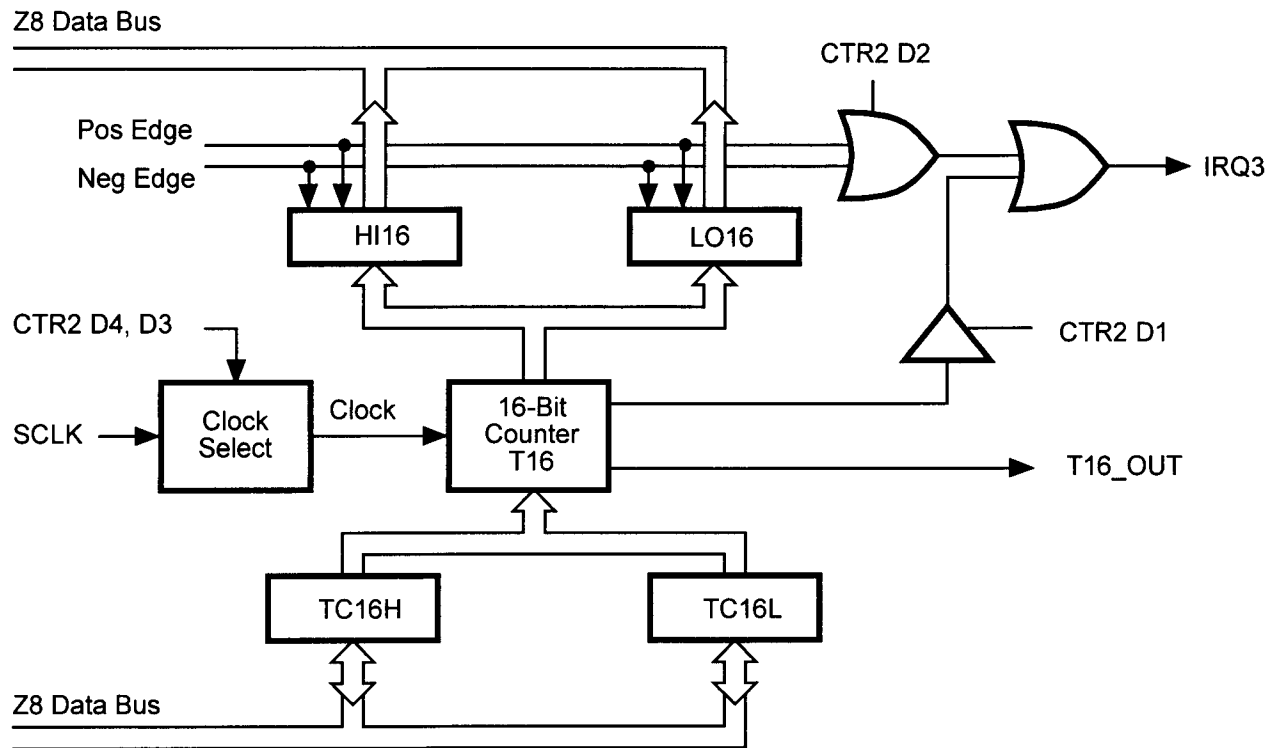 Z8 Data Bus
CTR2 D2
Pos Edge
Neg Edge
IRQ3
HI16
LO16
CTR2 D4, D3
CTR2 D1
SCLK
Clock
Select
Clock
16-Bit
Counter
T16
T16_OUT
TC16H
TC16L
Z8 Data Bus